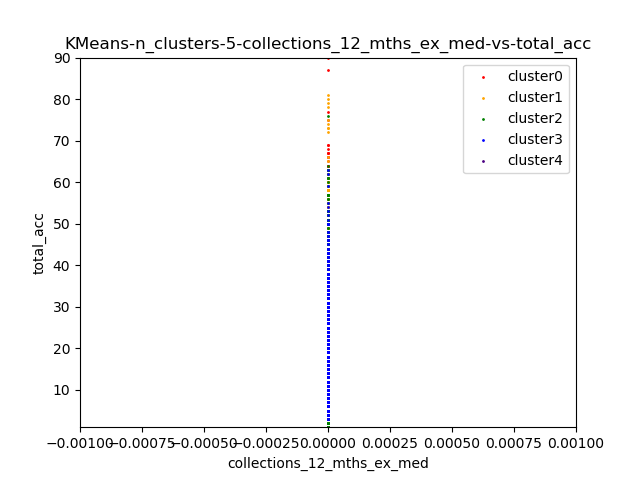 KMeans-n_clusters-5-collections_12_mths_ex_med-vs-total_acc
90
80
70
60
50
40
30
20
10
total_acc
cluster0
cluster1
cluster2
cluster3
cluster4
−0.00100 −0.00075 −0.00050 −0.00025 0.00000 0.00025 0.00050 0.00075 0.00100
collections_12_mths_ex_med